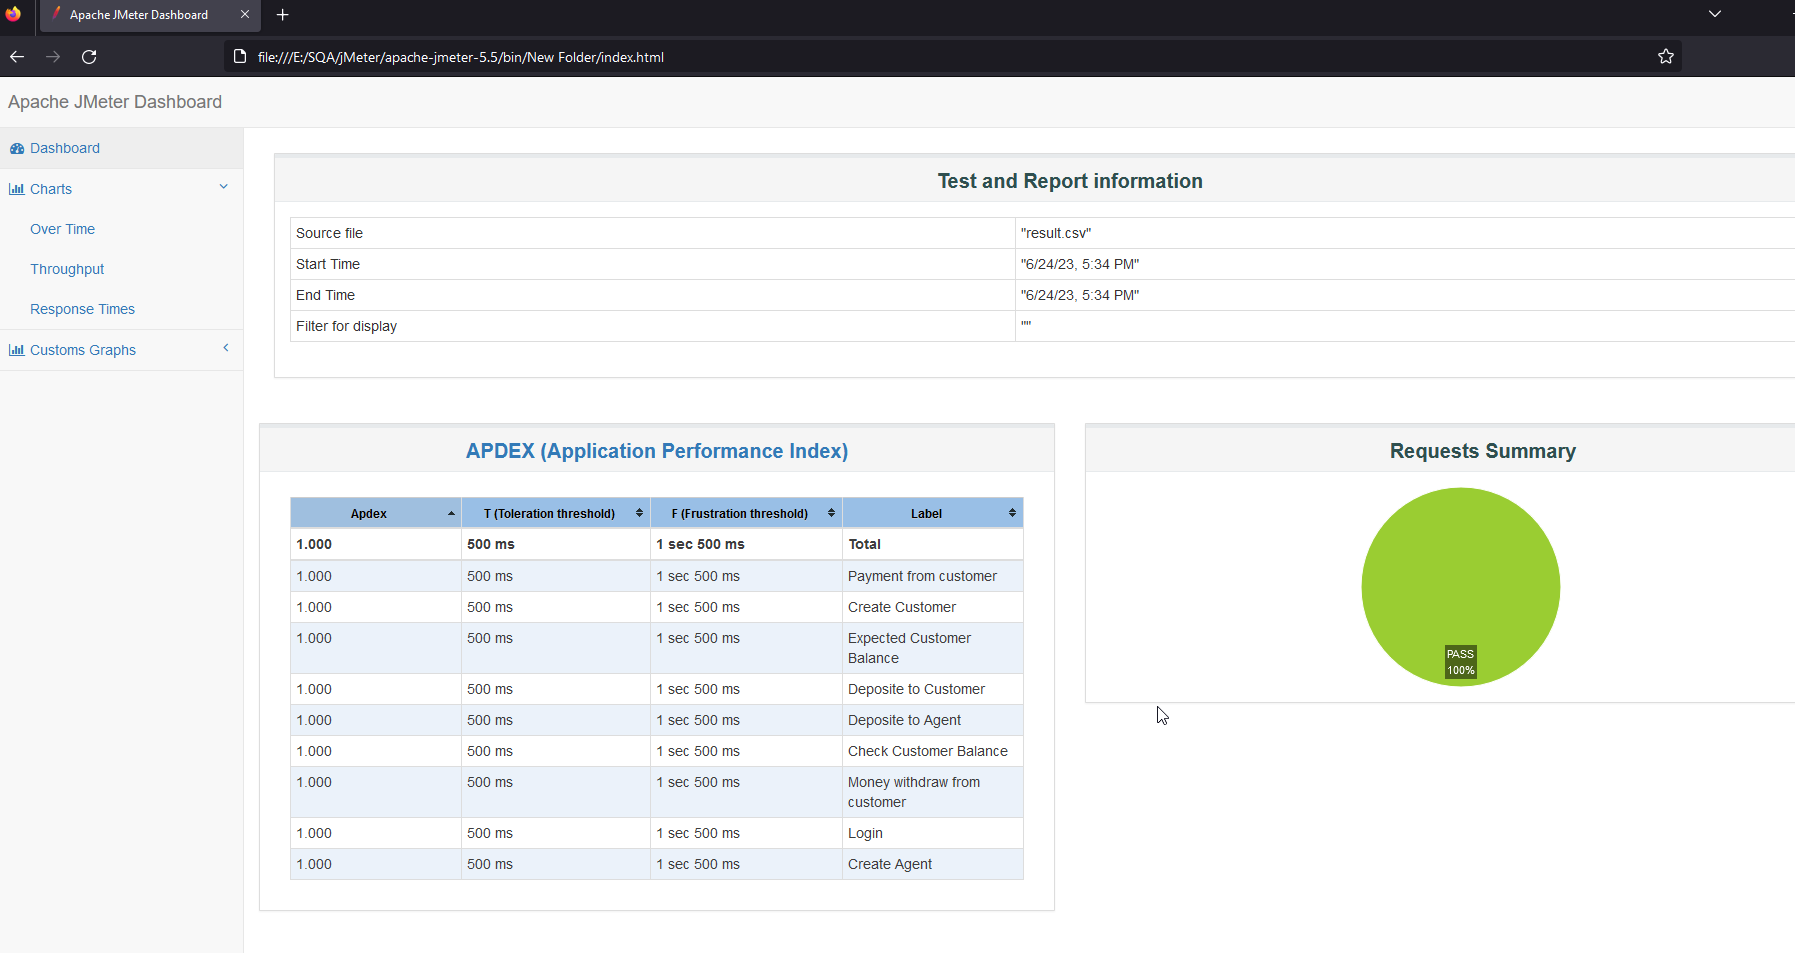 Apache JMeter Dashboard
file:///E:/SQA/jMeter/apache-jmeter-5.5/bin/New Folder/index.html
Apache JMeter Dashboard
Dashboard
Charts
Over Time
Throughput
Response Times
Customs Graphs
Test and Report information
Source file "result.csv"
Start Time "6/24/23, 5:34 PM"
End Time "6/24/23, 5:34 PM"
Filter for display ""
APDEX (Application Performance Index)
Apdex T (Toleration threshold) F (Frustration threshold) Label
1.000 500 ms 1 sec 500 ms Total
1.000 500 ms 1 sec 500 ms Payment from customer
1.000 500 ms 1 sec 500 ms Create Customer
1.000 500 ms 1 sec 500 ms Expected Customer
Balance
1.000 500 ms 1 sec 500 ms Deposite to Customer
1.000 500 ms 1 sec 500 ms Deposite to Agent
1.000 500 ms 1 sec 500 ms Check Customer Balance
1.000 500 ms 1 sec 500 ms Money withdraw from
customer
1.000 500 ms 1 sec 500 ms Login
1.000 500 ms 1 sec 500 ms Create Agent
Requests Summary
PASS
100%